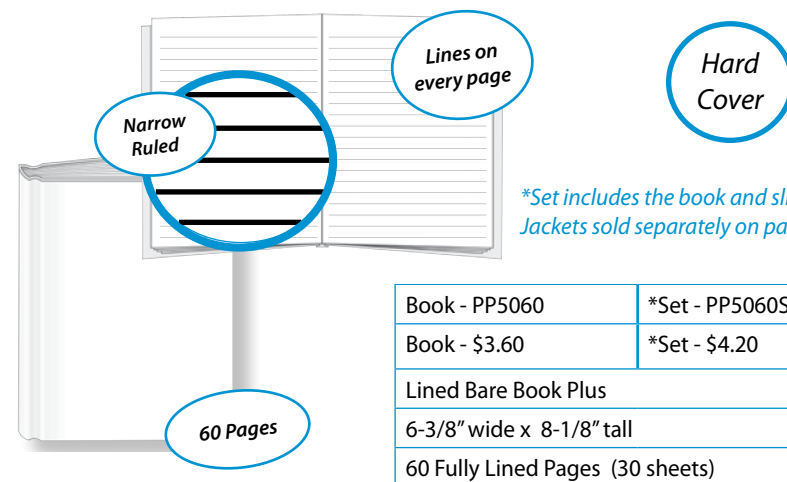 Lines on
every page
Hard
Cover
Narrow
Ruled
*Set includes the book and
Jackets sold separately on
Book - PP5060
*Set - PP5060S
Book - $3.60
*Set - $4.20
Lined Bare Book Plus
6-3/8” wide x 8-1/8” tall
60 Pages
60 Fully Lined Pages (30 sheets)